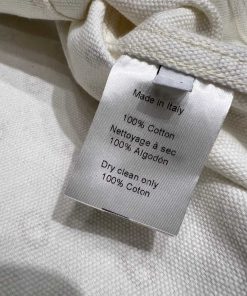 Made in Italy
100% Cotton
Nettoyage à sec
100% Algodón
Dry clean only
100% Coton